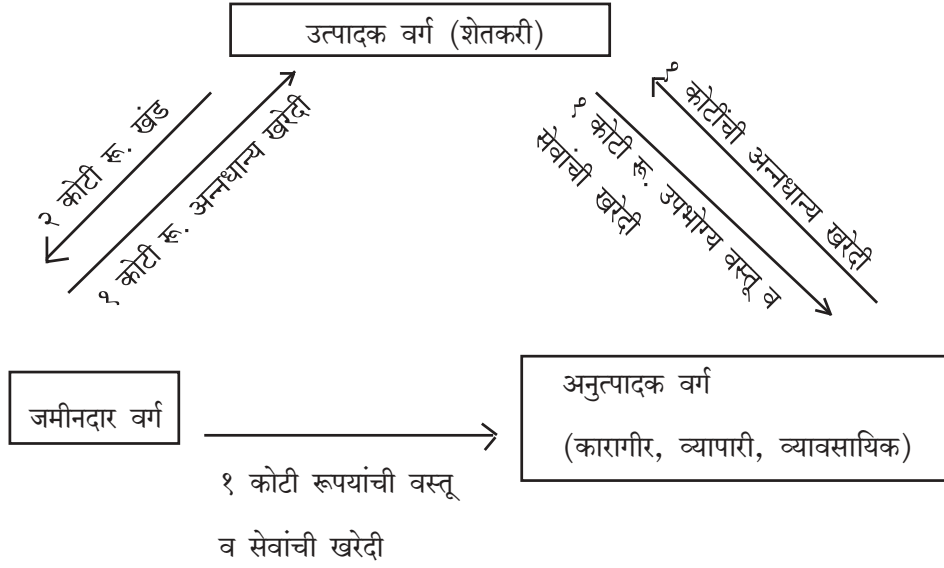 उत्पादक वर्ग (शेतकरी)
२ कोटी रू. खंड
१ कोटी रू. अन्नधान्य खरेदी
१ कोटी रू. उपभोग्य वस्तू व
सेवांची खरेदी
१ कोटींची अन्नधान्य खरेदी
जमीनदार वर्ग
१ कोटी रूपयांची वस्तू
व सेवांची खरेदी
अनुत्पादक वर्ग
(कारागीर, व्यापारी, व्यावसायिक)